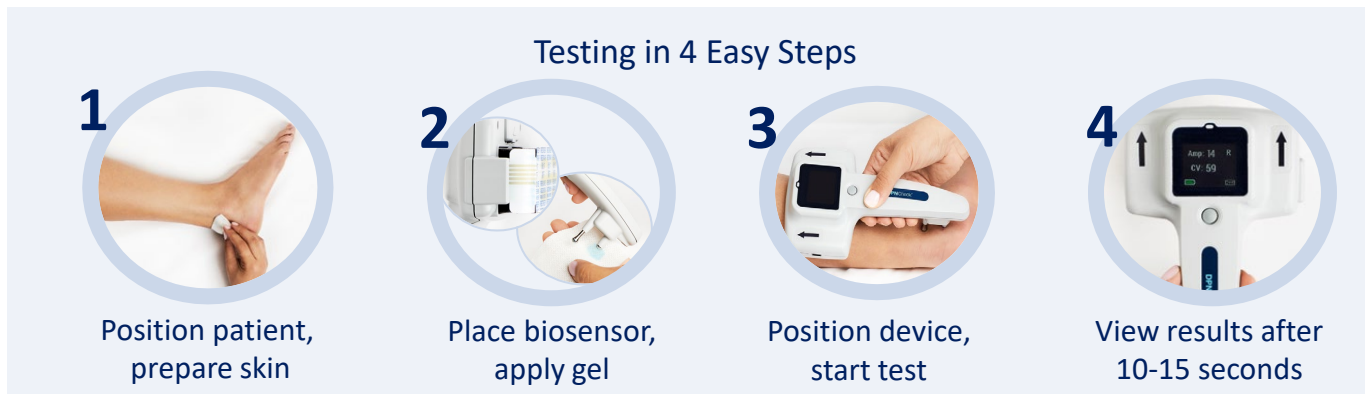 Testing in 4 Easy Steps
1
2
3
4
Amp: 14 R
CV: 59
Position patient,
prepare skin
Place biosensor,
apply gel
Position device,
start test
View results after
10-15 seconds